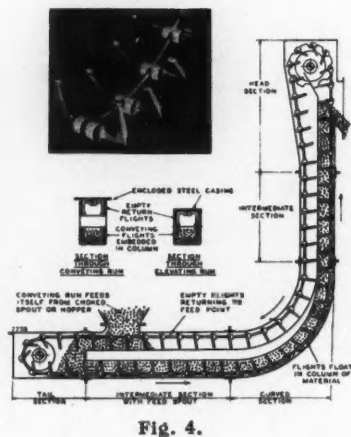 HEAD
SECTION
INTERMEDIATE
SECTION
ENCLOSED STEEL CASING
EMPTY
RETURN
FLIGHTS
CONVEYING
FLIGHTS
EMBEDDED
IN COLUMN
SECTION
THROUGH
CONVEYING RUN
SECTION
THROUGH
ELEVATING RUN
CONVEYING RUN FEEDS
ITSELF FROM CHOKED
SPOUT OR HOPPER
EMPTY FLIGHTS
RETURNING TO
FEED POINT
FLIGHTS FLOAT
IN COLUMN OF
MATERIAL
TAIL
SECTION
INTERMEDIATE SECTION
WITH FEED SPOUT
CURVED
SECTION
Fig. 4.